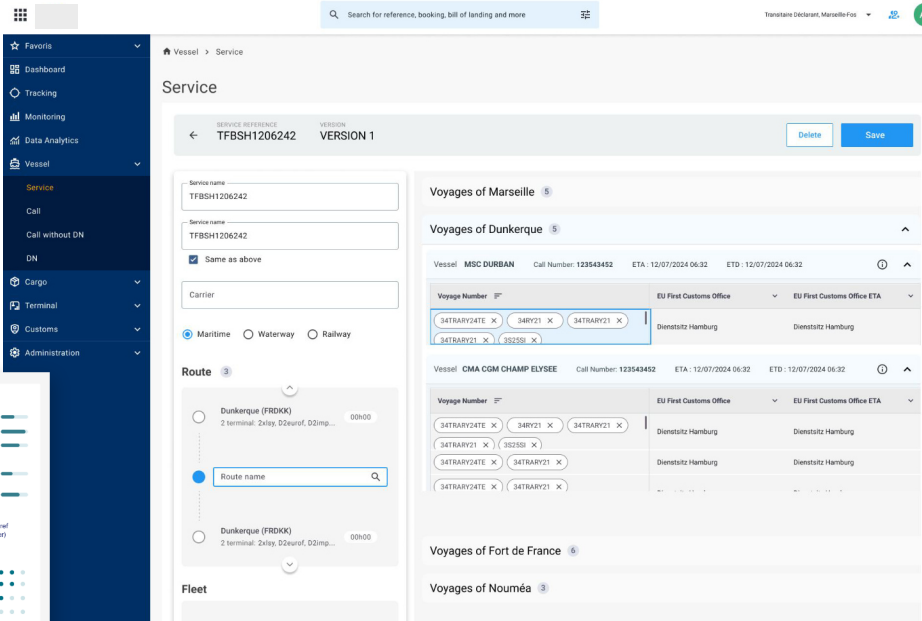 Search for reference, booking, bill of landing and more
Transitaire Déclarant, Marseille-Fos
Favoris
Dashboard
Tracking
Monitoring
Data Analytics
Vessel
Service
Call
Call without DN
DN
Cargo
Terminal
Customs
Administration
Vessel > Service
Service
SERVICE REFERENCE
TFBSH1206242
VERSION
VERSION 1
Delete
Save
Service name
TFBSH1206242
Service name
TFBSH1206242
Same as above
Carrier
Maritime Waterway Railway
Route 3
Dunkerque (FRDKK)
2 terminal: 2xlsy, D2eurof, D2imp...
00h00
Route name
Dunkerque (FRDKK)
2 terminal: 2xlsy, D2eurof, D2imp...
00h00
Fleet
Voyages of Marseille 5
Voyages of Dunkerque 5
Vessel MSC DURBAN Call Number: 123543452 ETA : 12/07/2024 06:32 ETD : 12/07/2024 06:32
Voyage Number EU First Customs Office EU First Customs Office ETA
34TRARY24TE X 34RY21 X 34TRARY21 X
34TRARY21 X 3S25SI X
Dienstsitz Hamburg Dienstsitz Hamburg
Vessel CMA CGM CHAMP ELYSEE Call Number: 123543452 ETA : 12/07/2024 06:32 ETD : 12/07/2024 06:32
Voyage Number EU First Customs Office EU First Customs Office ETA
34TRARY24TE X 34RY21 X 34TRARY21 X
34TRARY21 X 3S25SI X
Dienstsitz Hamburg Dienstsitz Hamburg
34TRARY24TE X 34TRARY21 X Dienstsitz Hamburg Dienstsitz Hamburg
34TRARY24TE X 34TRARY21 X
Voyages of Fort de France 6
Voyages of Nouméa 3